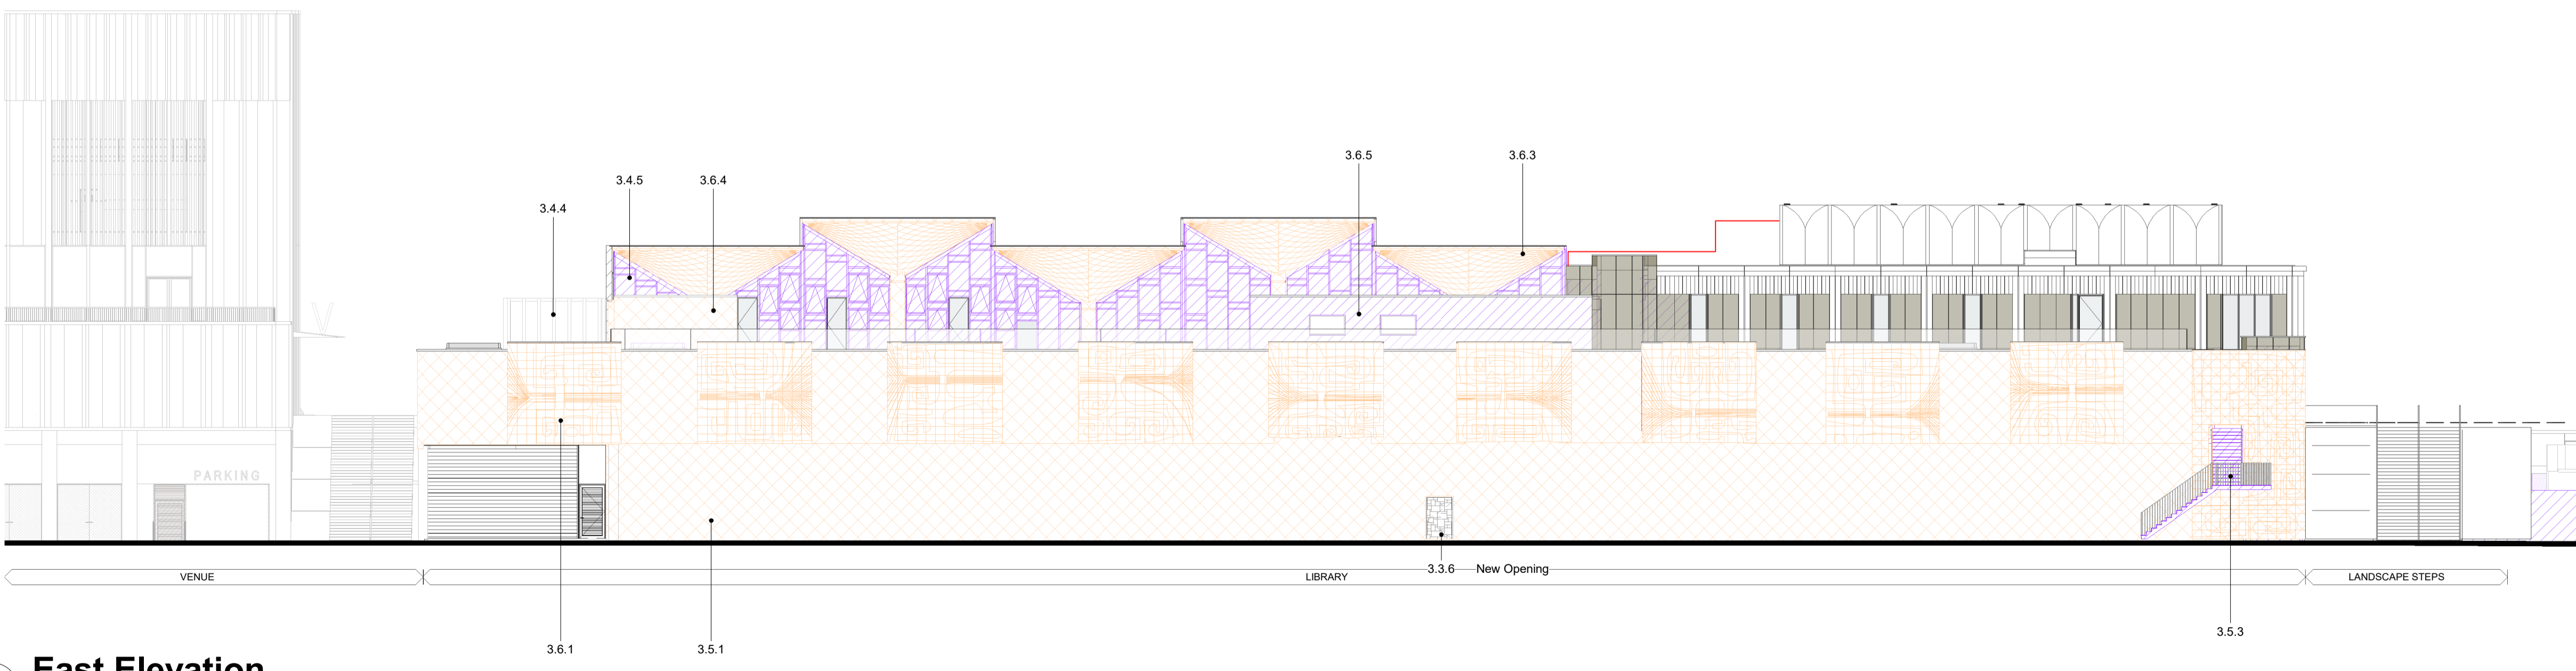 3.6.5
3.6.3
3.4.5
3.6.4
3.4.4
PARKING
3.3.6 New Opening
VENUE
LIBRARY
LANDSCAPE STEPS
3.5.3
3.6.1
3.5.1
East Elevation